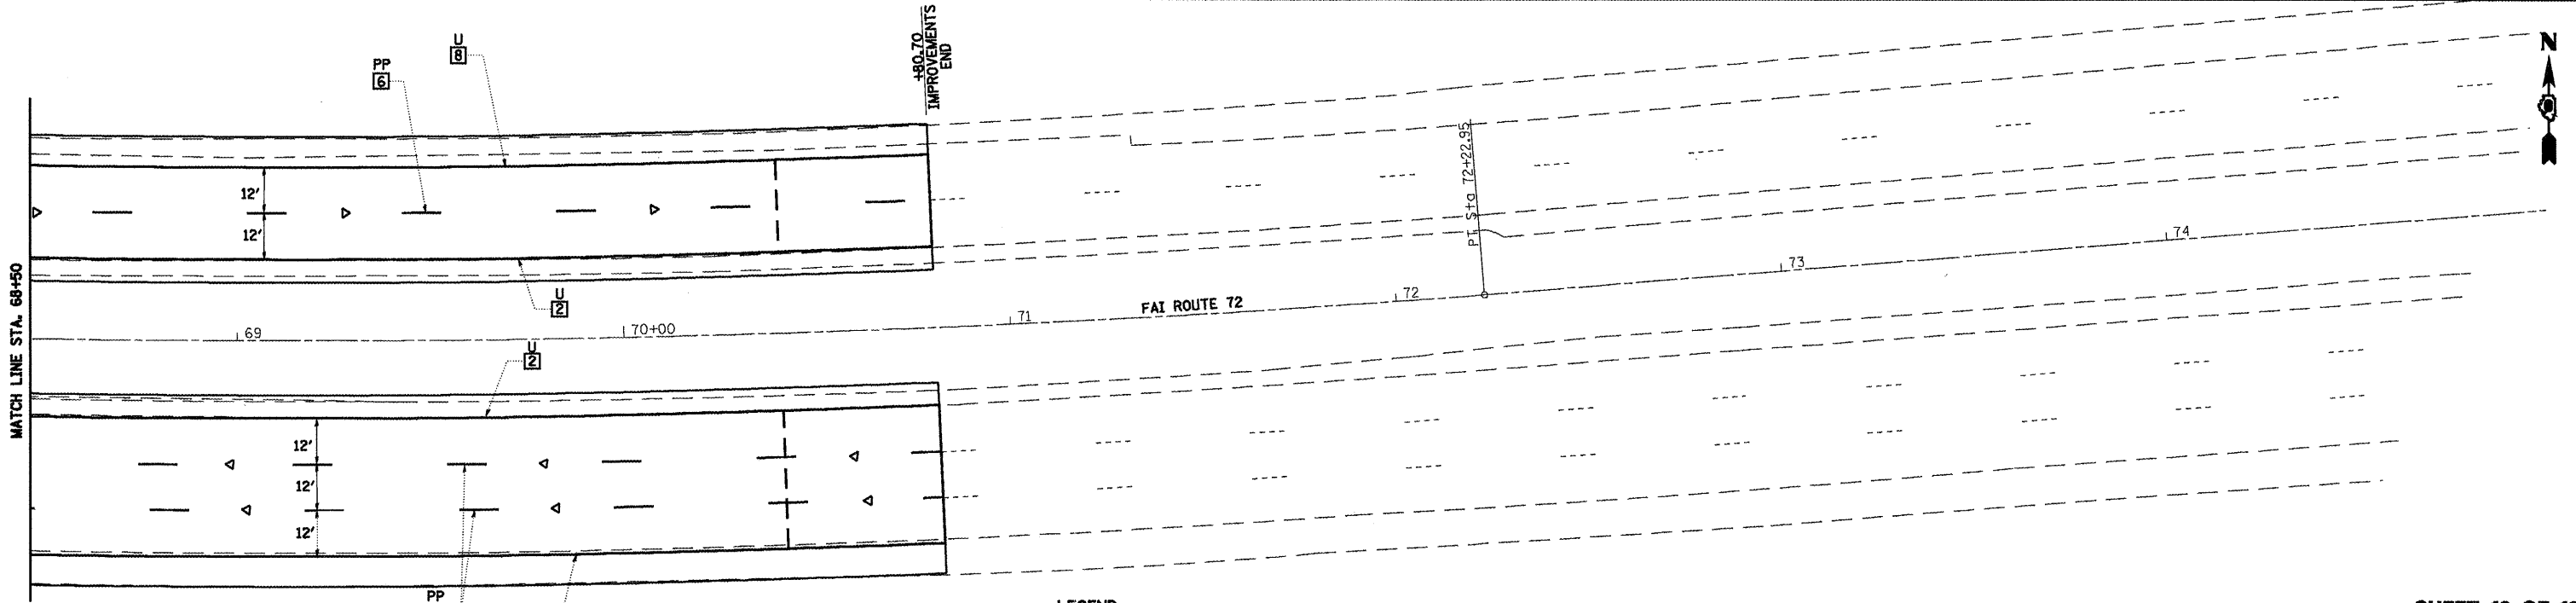 +80.70
IMPROVEMENTS
END
N
U
8
PP
6
12'
12'
PT Sta 72+22.95
74
73
72
71
FAI ROUTE 72
70+00
69
U
2
U
2
MATCH LINE STA. 68+50
12'
12'
12'
PP
LEGEND